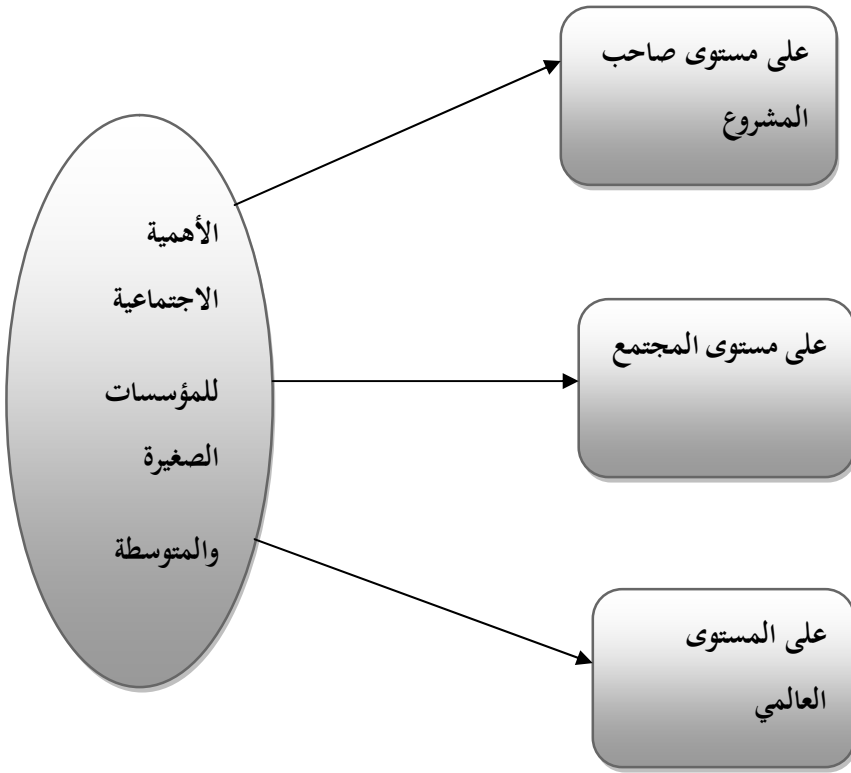 الأهمية
الاجتماعية
للمؤسسات
الصغيرة
والمتوسطة
على مستوى صاحب
المشروع
على مستوى المجتمع
على المستوى
العالمي